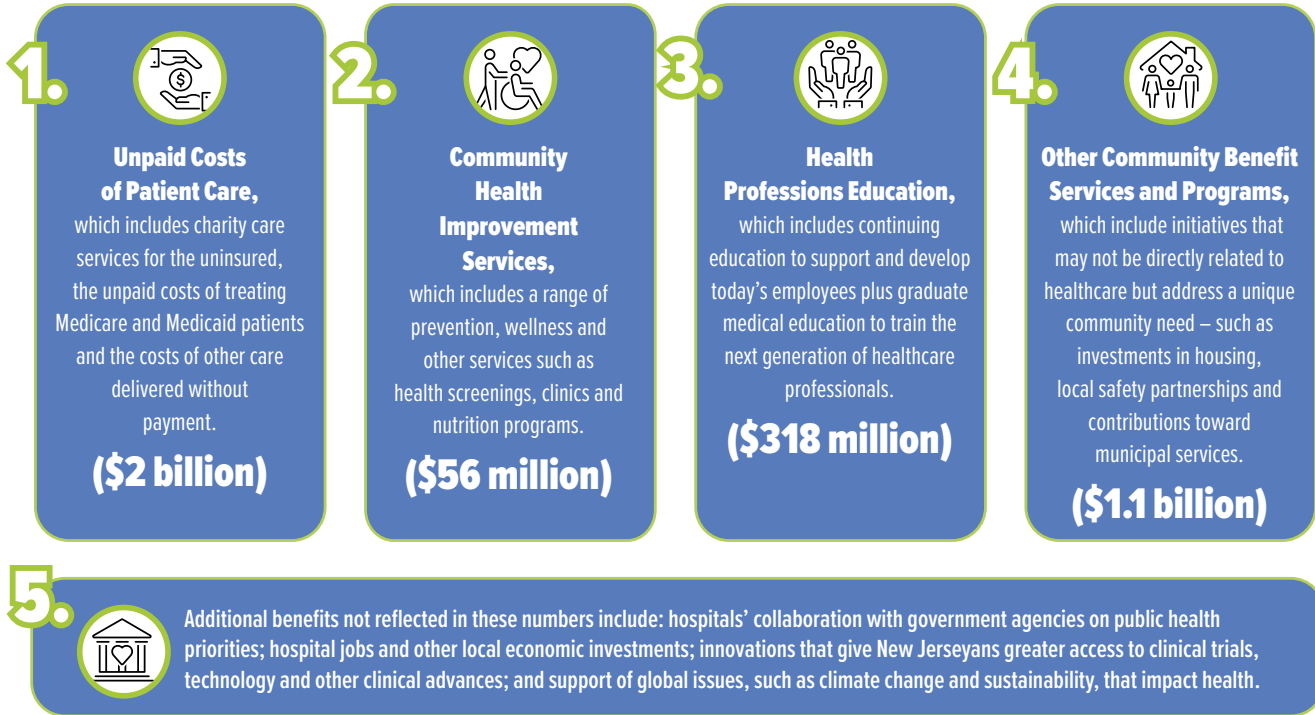 1.
Unpaid Costs
of Patient Care,
which includes charity care
services for the uninsured,
the unpaid costs of treating
Medicare and Medicaid patients
and the costs of other care
delivered without
payment.
($2 billion)
2.
Community
Health
Improvement
Services,
which includes a range of
prevention, wellness and
other services such as
health screenings, clinics and
nutrition programs.
($56 million)
3.
Health
Professions Education,
which includes continuing
education to support and develop
today’s employees plus graduate
medical education to train the
next generation of healthcare
professionals.
($318 million)
4.
Other Community Benefit
Services and Programs,
which include initiatives that
may not be directly related to
healthcare but address a unique
community need – such as
investments in housing,
local safety partnerships and
contributions toward
municipal services.
($1.1 billion)
5.
Additional benefits not reflected in these numbers include: hospitals’ collaboration with government agencies on public health
priorities; hospital jobs and other local economic investments; innovations that give New Jerseyans greater access to clinical trials,
technology and other clinical advances; and support of global issues, such as climate change and sustainability, that impact health.